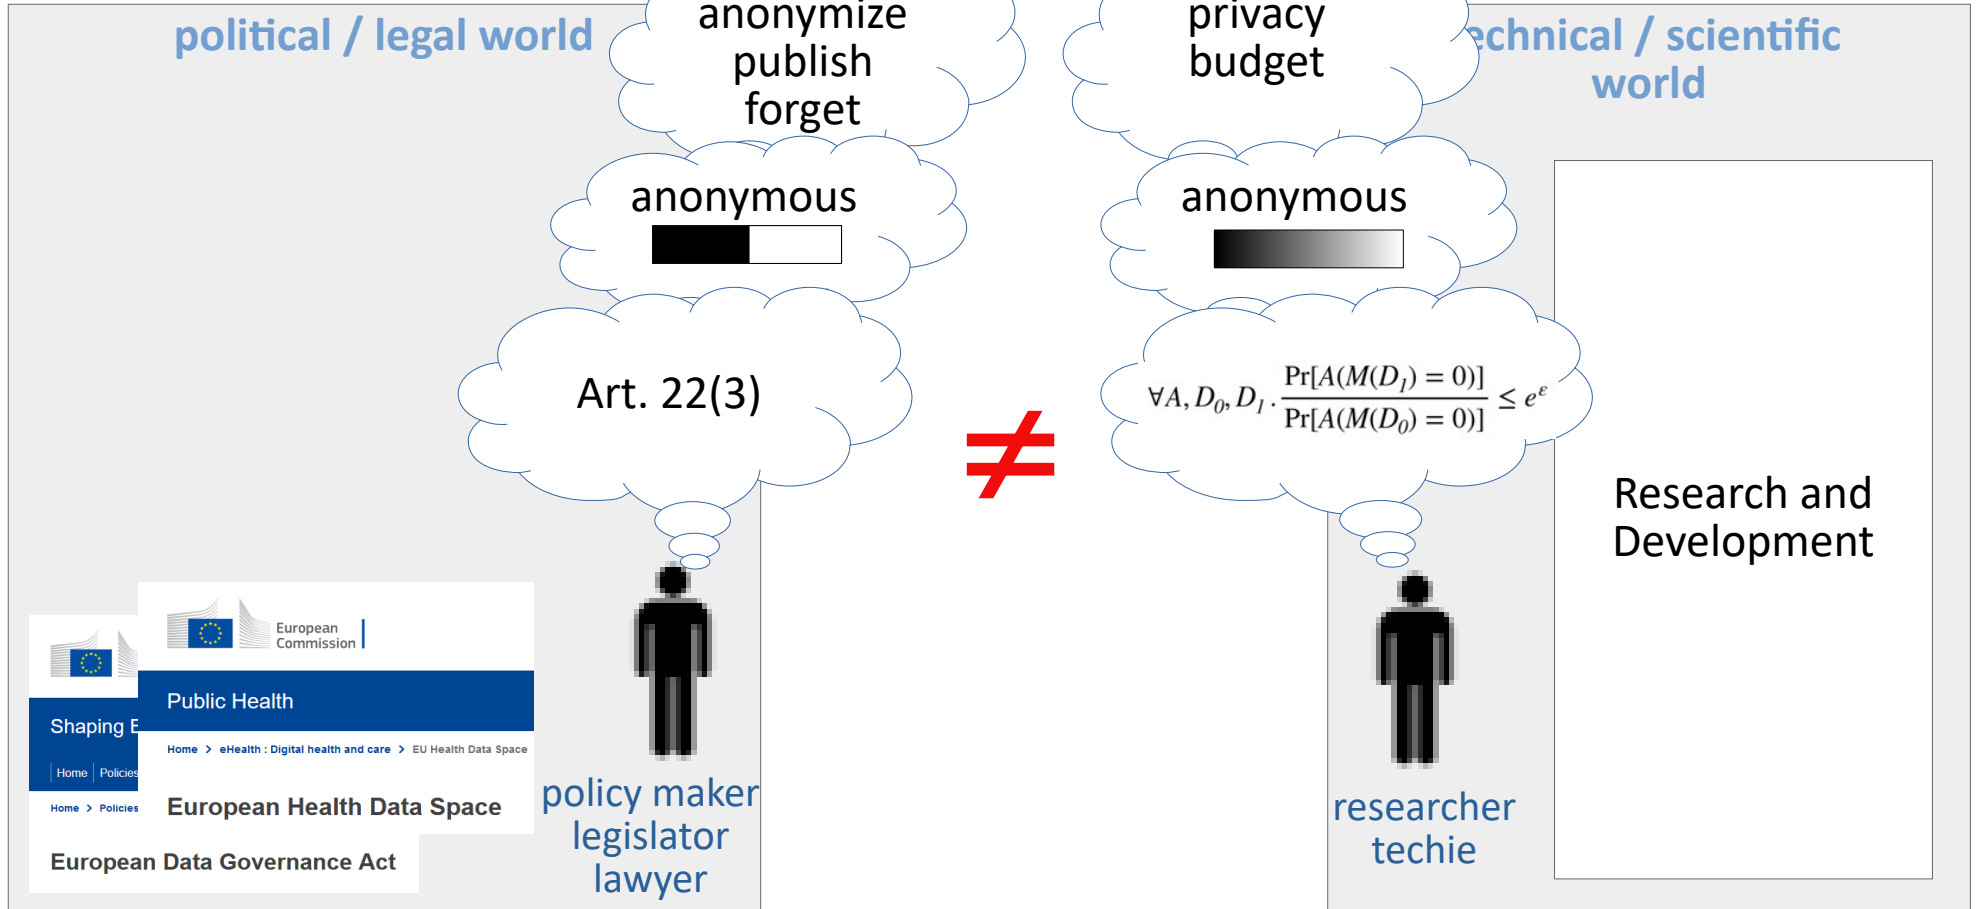 political / legal world
anonymize
publish
forget
privacy
budget
echnical / scientific
world
anonymous
anonymous
Art. 22(3)
∀A, D₀, D₁ . Pr[A(M(D₁) = 0)] / Pr[A(M(D₀) = 0)] ≤ e^ε
≠
Research and
Development
European
Commission
Public Health
Home > eHealth : Digital health and care > EU Health Data Space
European Health Data Space
Shaping E
Home Policies
Home > Policies
European Data Governance Act
policy maker
legislator
lawyer
researcher
techie